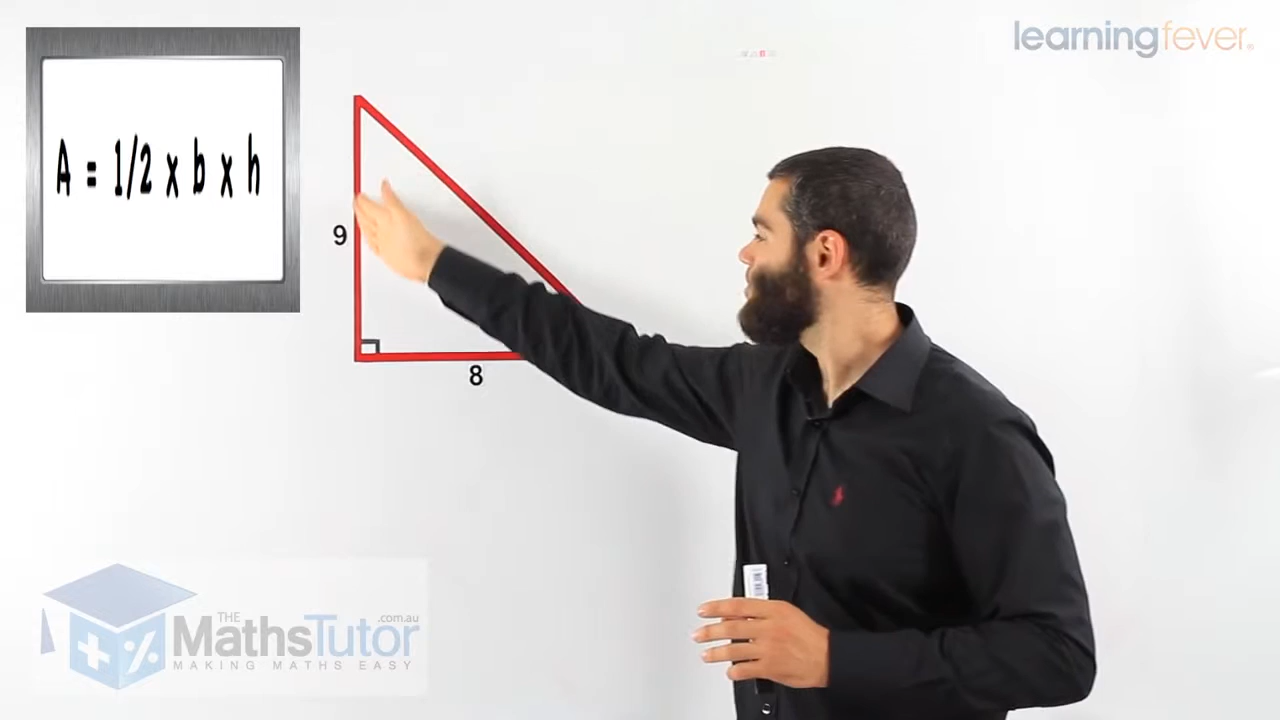 learningfever®
A = 1/2 x b x h
9
8
THE
MathsTutor
.com.au
MAKING MATHS EASY